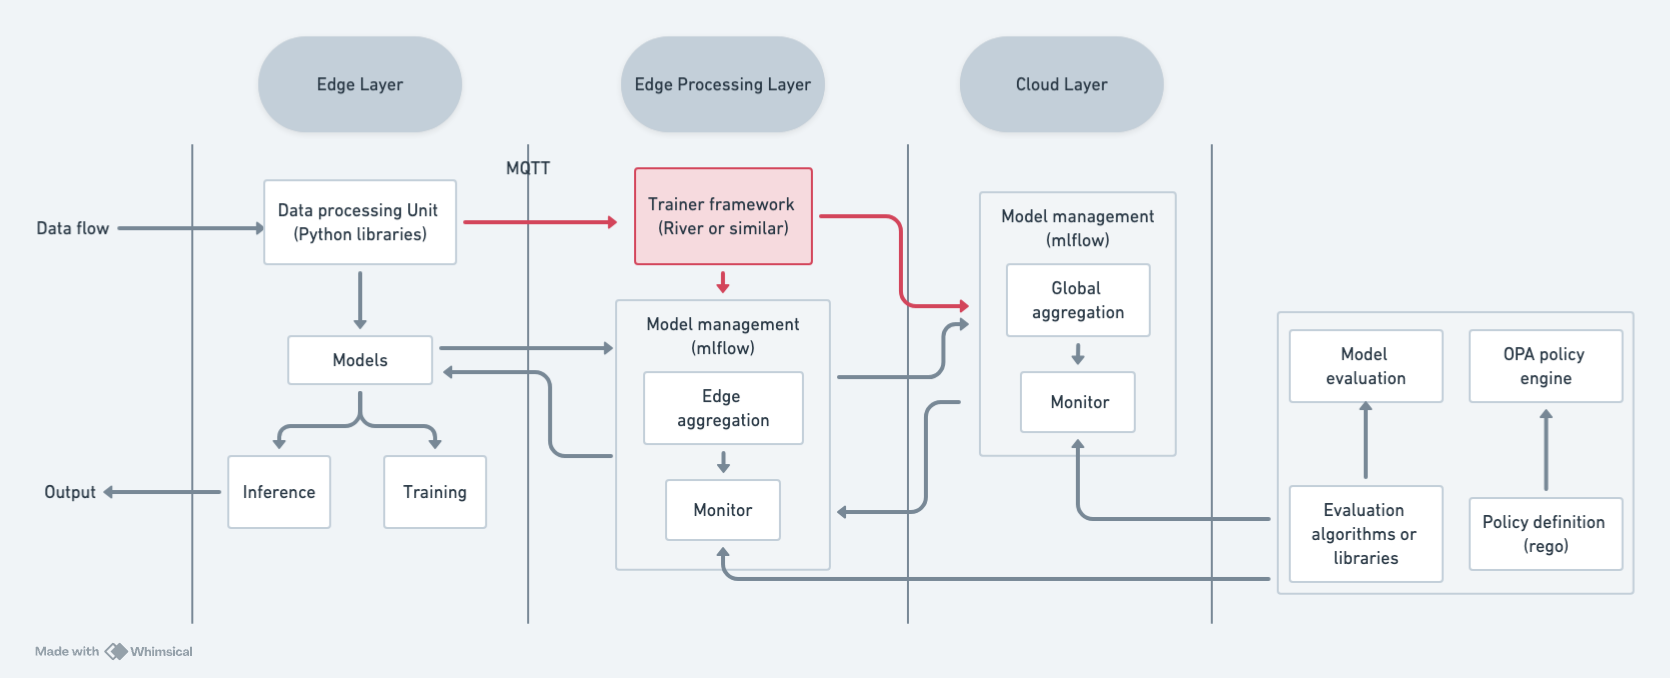 Edge Layer
Edge Processing Layer
Cloud Layer
MQTT
Data flow
Data processing Unit
(Python libraries)
Models
Inference
Training
Output
Trainer framework
(River or similar)
Model management
(mlflow)
Edge
aggregation
Monitor
Model management
(mlflow)
Global
aggregation
Monitor
Model
evaluation
OPA policy
engine
Evaluation
algorithms or
libraries
Policy definition
(rego)
Made with Whimsical